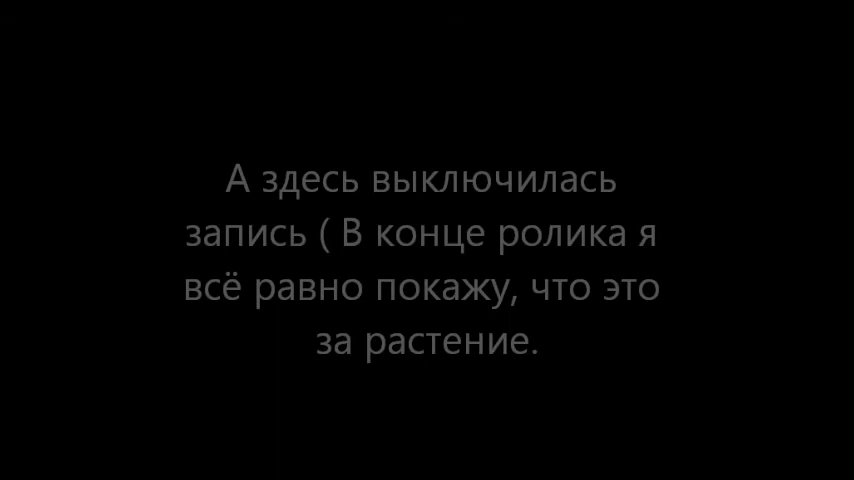 А здесь выключилась
запись ( В конце ролика я
всё равно покажу, что это
за растение.